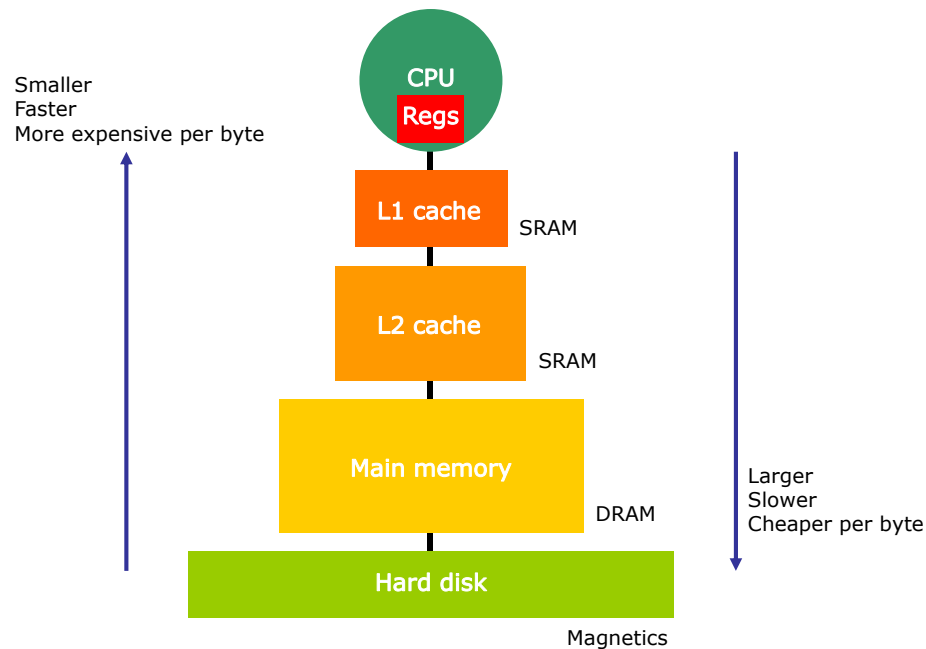 CPU
Regs
Smaller
Faster
More expensive per byte
L1 cache
SRAM
L2 cache
SRAM
Main memory
DRAM
Larger
Slower
Cheaper per byte
Hard disk
Magnetics